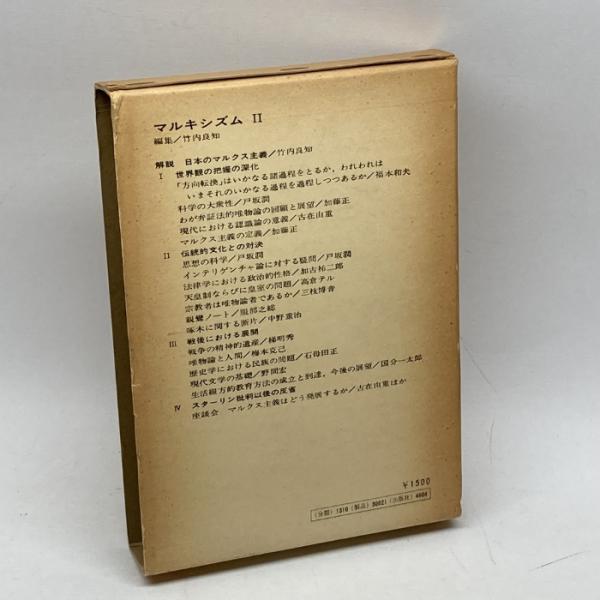 マルキシズム II
編集／竹内良知
解説 日本のマルクス主義／竹内良知
I 世界観の把握の深化
「方向転換」はいかなる諸過程をとるか、われわれは
いまそれのいかなる過程を過程しつつあるか／福本和夫
科学の大衆性／戸坂潤
わが弁証法的唯物論の回顧と展望／加藤正
現代における認識論の意義／古在由重
マルクス主義の定義／加藤正
II 伝統的文化との対決
思想の科学／戸坂潤
インテリゲンチャ論に対する疑問／戸坂潤
法律学における政治的性格／加古祐二郎
天皇制ならびに皇室の問題／高倉テル
宗教者は唯物論者であるか／三枝博音
親鸞ノート／服部之総
啄木に関する断片／中野重治
III 戦後における展開
戦争の精神的遺産／梯明秀
唯物論と人間／梅本克己
歴史学における民族の問題／石母田正
現代文学の基礎／野間宏
生活綴方的教育方法の成立と到達，今後の展望／国分一太郎
IV スターリン批判以後の反省
座談会 マルクス主義はどう発展するか／古在由重ほか
￥1500
(分類) 1310 (製品) 30021 (出版社) 4604